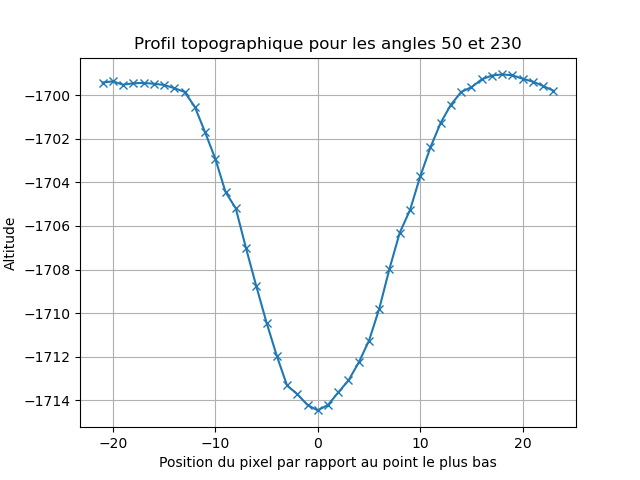 Profil topographique pour les angles 50 et 230
Altitude
−1700
−1702
−1704
−1706
−1708
−1710
−1712
−1714
−20 −10 0 10 20
Position du pixel par rapport au point le plus bas